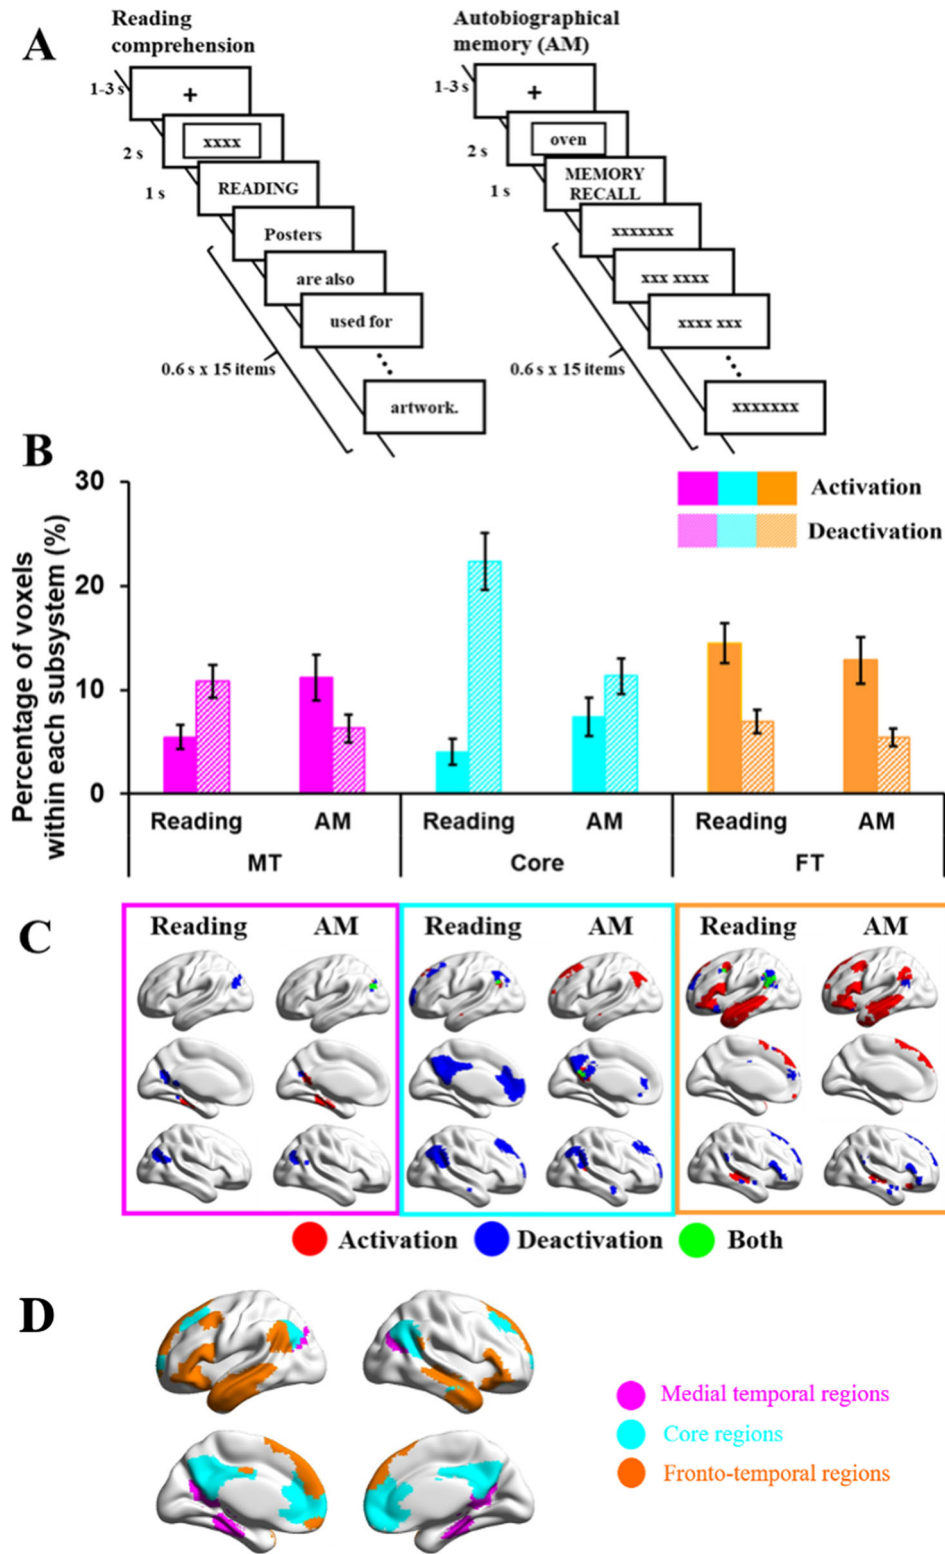 A
Reading
comprehension
1-3 s
+
xxxx
2 s
READING
1 s
Posters
are also
used for
0.6 s x 15 items
artwork.
Autobiographical
memory (AM)
1-3 s
+
oven
2 s
MEMORY
RECALL
1 s
xxxxxxx
xxx xxxx
xxxx xxx
0.6 s x 15 items
xxxxxxx
B
Percentage of voxels
within each subsystem (%)
30
20
10
0
Activation
Deactivation
Reading AM Reading AM Reading AM
MT Core FT
C
Reading AM Reading AM Reading AM
Activation Deactivation Both
D
Medial temporal regions
Core regions
Fronto-temporal regions